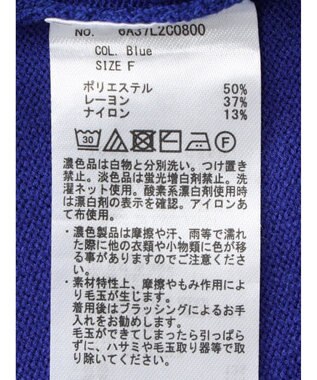 No. 6A37L2C0800
COL. Blue
SIZE F
ポリエステル 50%
レーヨン 37%
ナイロン 13%
30 F
濃色品は白物と分別洗い。つけ置き
禁止。淡色品は蛍光増白剤禁止。洗
濯ネット使用。酸素系漂白剤使用時
は漂白剤の表示を確認。アイロンあ
て布使用。
・濃色製品は摩擦や汗、雨等で濡れ
た際に他の衣類や小物類に色が移
る事がありますのでご注意くださ
い。
・素材特性上、摩擦やもみ作用によ
り毛玉が生じます。
着用後はブラッシングによるお手
入れをお勧めします。
毛玉ができてしまったら引っぱら
ずに、ハサミや毛玉取り器等で取
り除いてください。